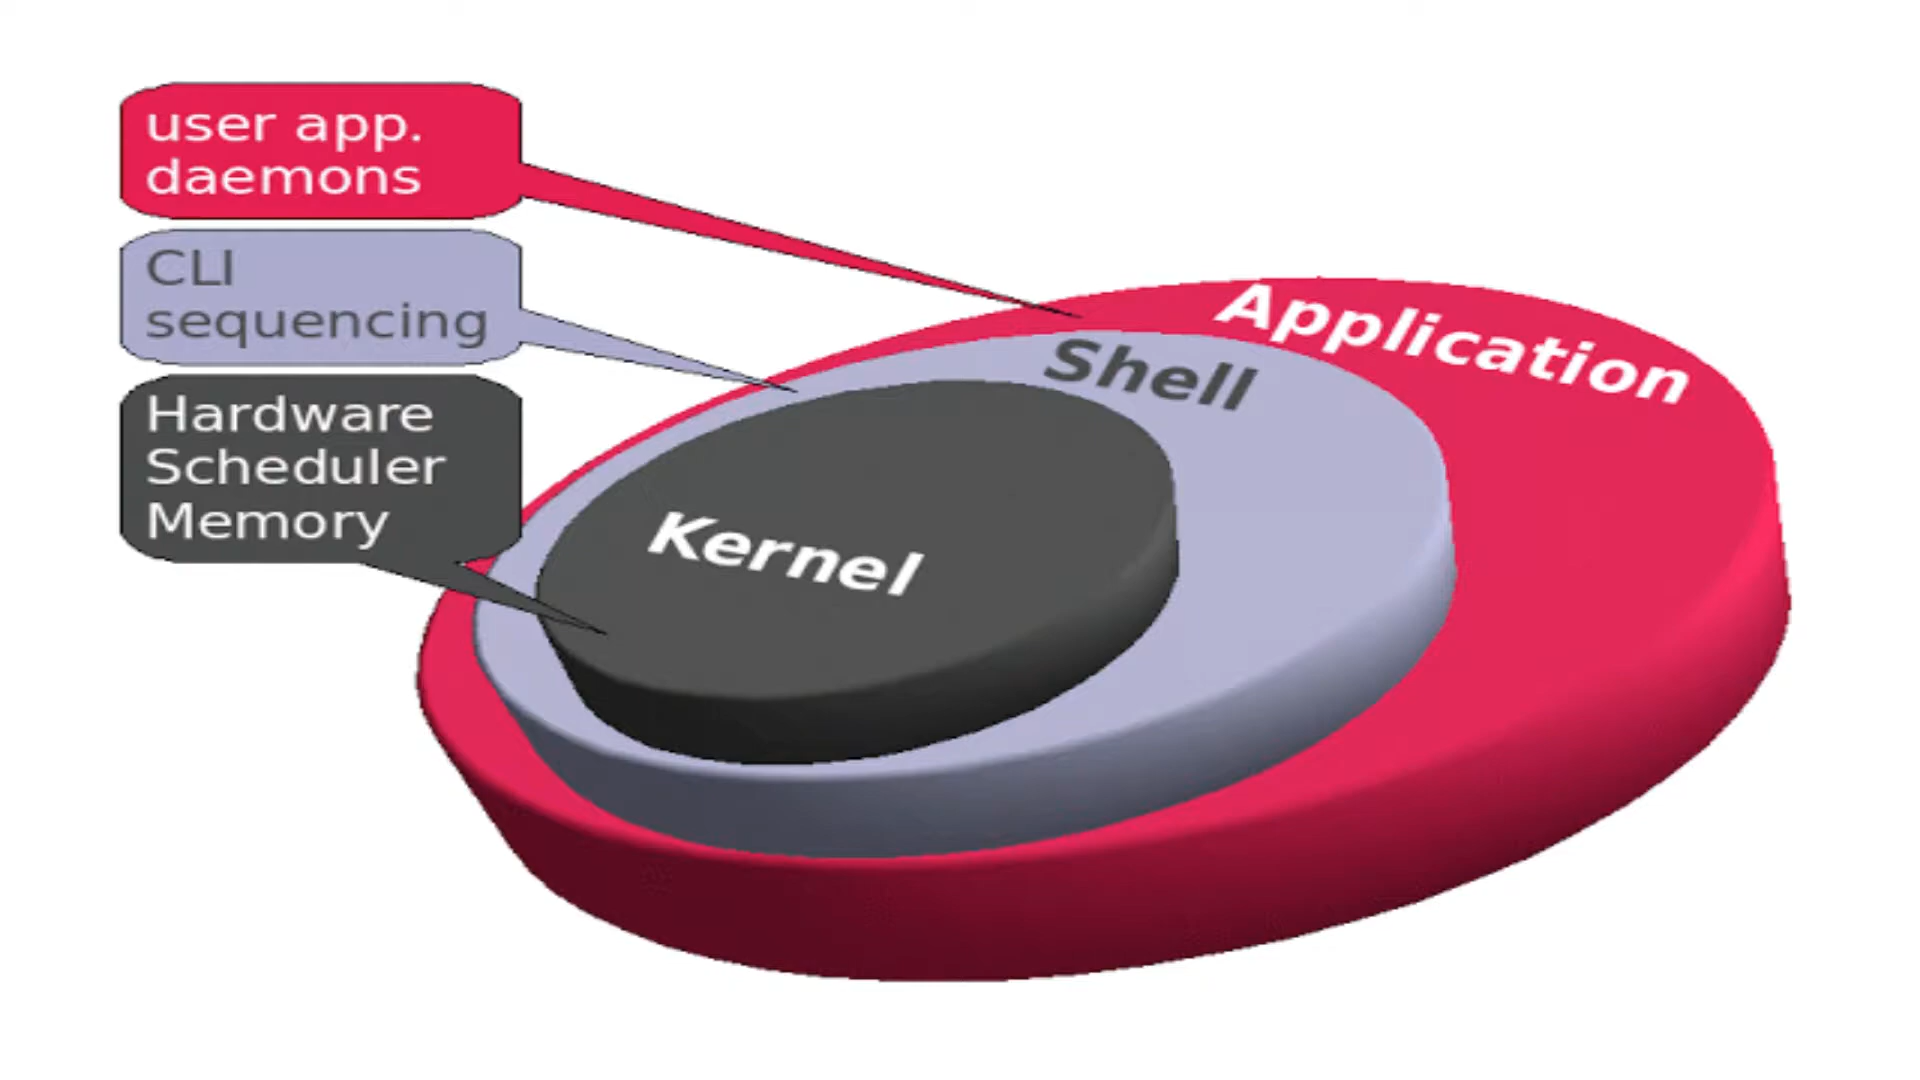 user app.
daemons
CLI
sequencing
Hardware
Scheduler
Memory
Application
Shell
Kernel